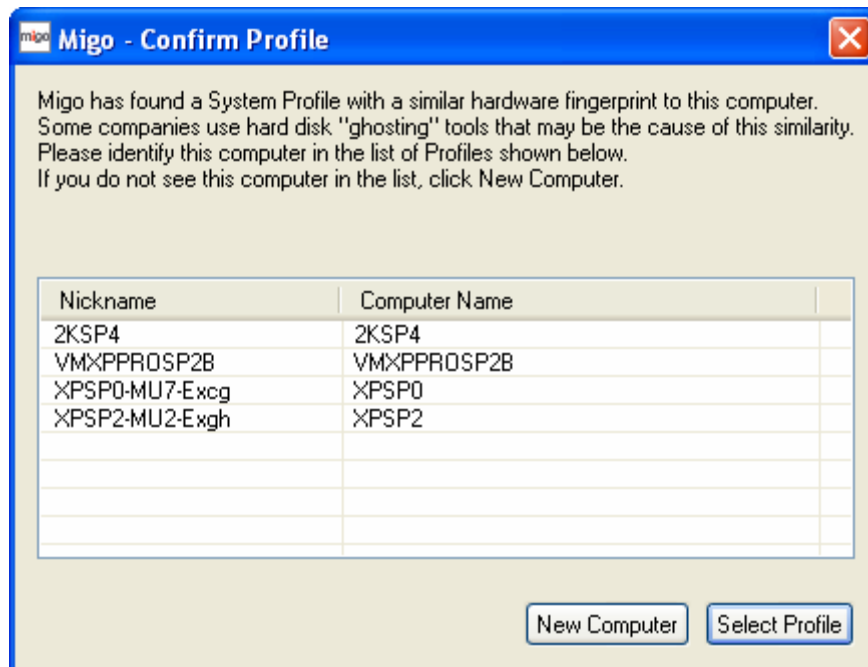 migo Migo - Confirm Profile
Migo has found a System Profile with a similar hardware fingerprint to this computer.
Some companies use hard disk "ghosting" tools that may be the cause of this similarity.
Please identify this computer in the list of Profiles shown below.
If you do not see this computer in the list, click New Computer.
Nickname Computer Name
2KSP4 2KSP4
VMXPPROSP2B VMXPPROSP2B
XPSP0-MU7-Excg XPSP0
XPSP2-MU2-Exgh XPSP2
New Computer Select Profile